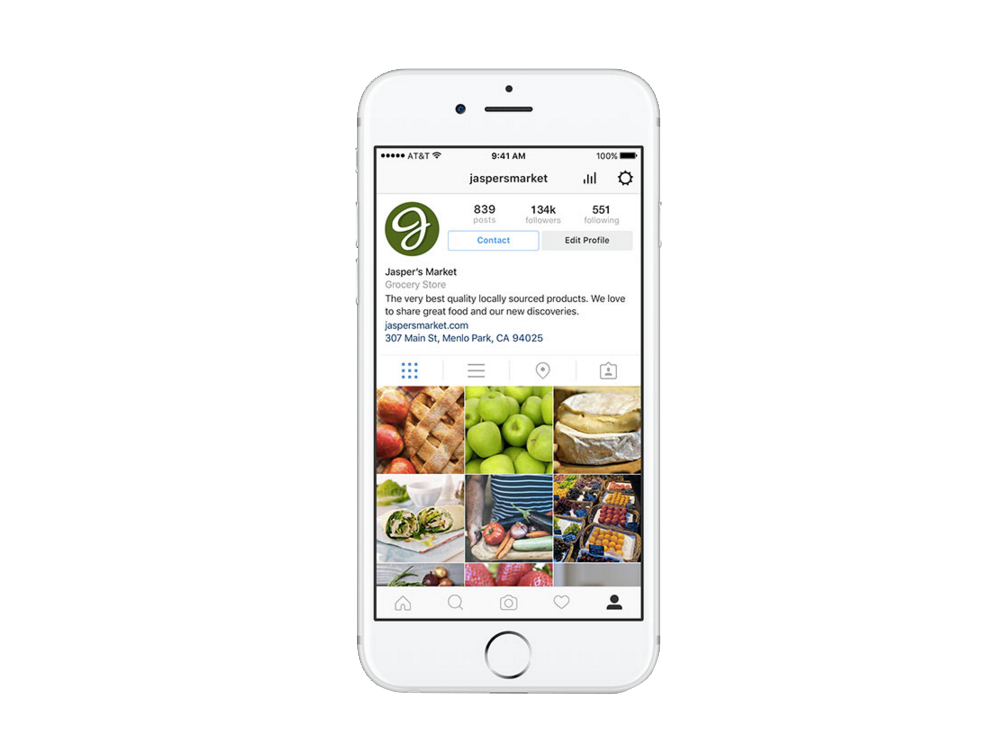 AT&T 9:41 AM 100%
jaspersmarket
839 134k 551
posts followers following
Contact Edit Profile
Jasper's Market
Grocery Store
The very best quality locally sourced products. We love
to share great food and our new discoveries.
jaspersmarket.com
307 Main St, Menlo Park, CA 94025